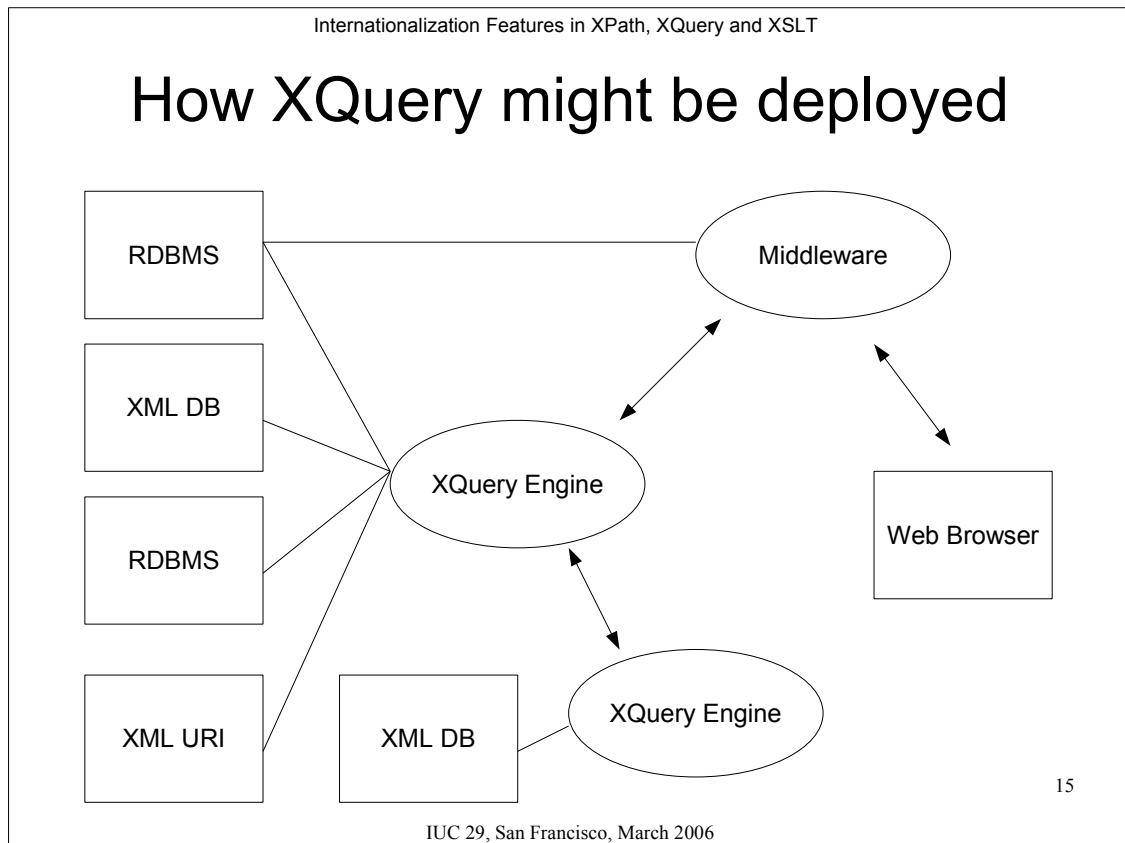 Internationalization Features in XPath, XQuery and XSLT
How XQuery might be deployed
RDBMS
Middleware
XML DB
XQuery Engine
RDBMS
Web Browser
XML URI
XML DB
XQuery Engine
15
IUC 29, San Francisco, March 2006